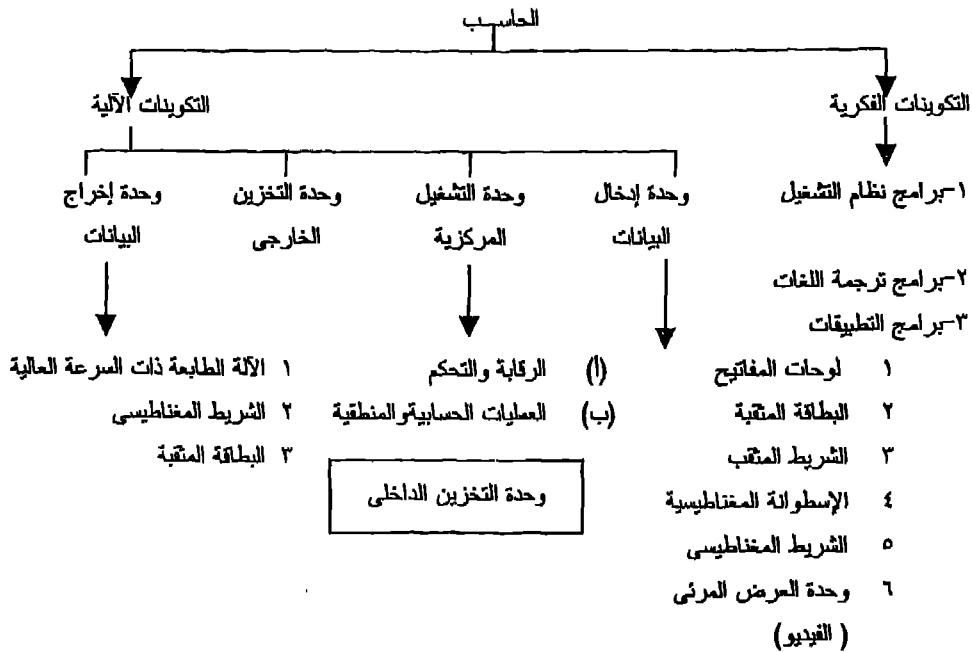 الحاسب
التكوينات الفكرية
التكوينات الآلية
١-برامج نظام التشغيل
٢-برامج ترجمة اللغات
٣-برامج التطبيقات
وحدة إدخال
البيانات
وحدة التشغيل
المركزية
وحدة التخزين
الخارجى
وحدة إخراج
البيانات
١ لوحات المفاتيح
٢ البطاقة المثقبة
٣ الشريط المثقب
٤ الإسطوانة المغناطيسية
٥ الشريط المغناطيسى
٦ وحدة العرض المرئى
( الفيديو)
(أ) الرقابة والتحكم
(ب) العمليات الحسابية والمنطقية
وحدة التخزين الداخلى
١ الآلة الطابعة ذات السرعة العالية
٢ الشريط المغناطيسى
٣ البطاقة المثقبة